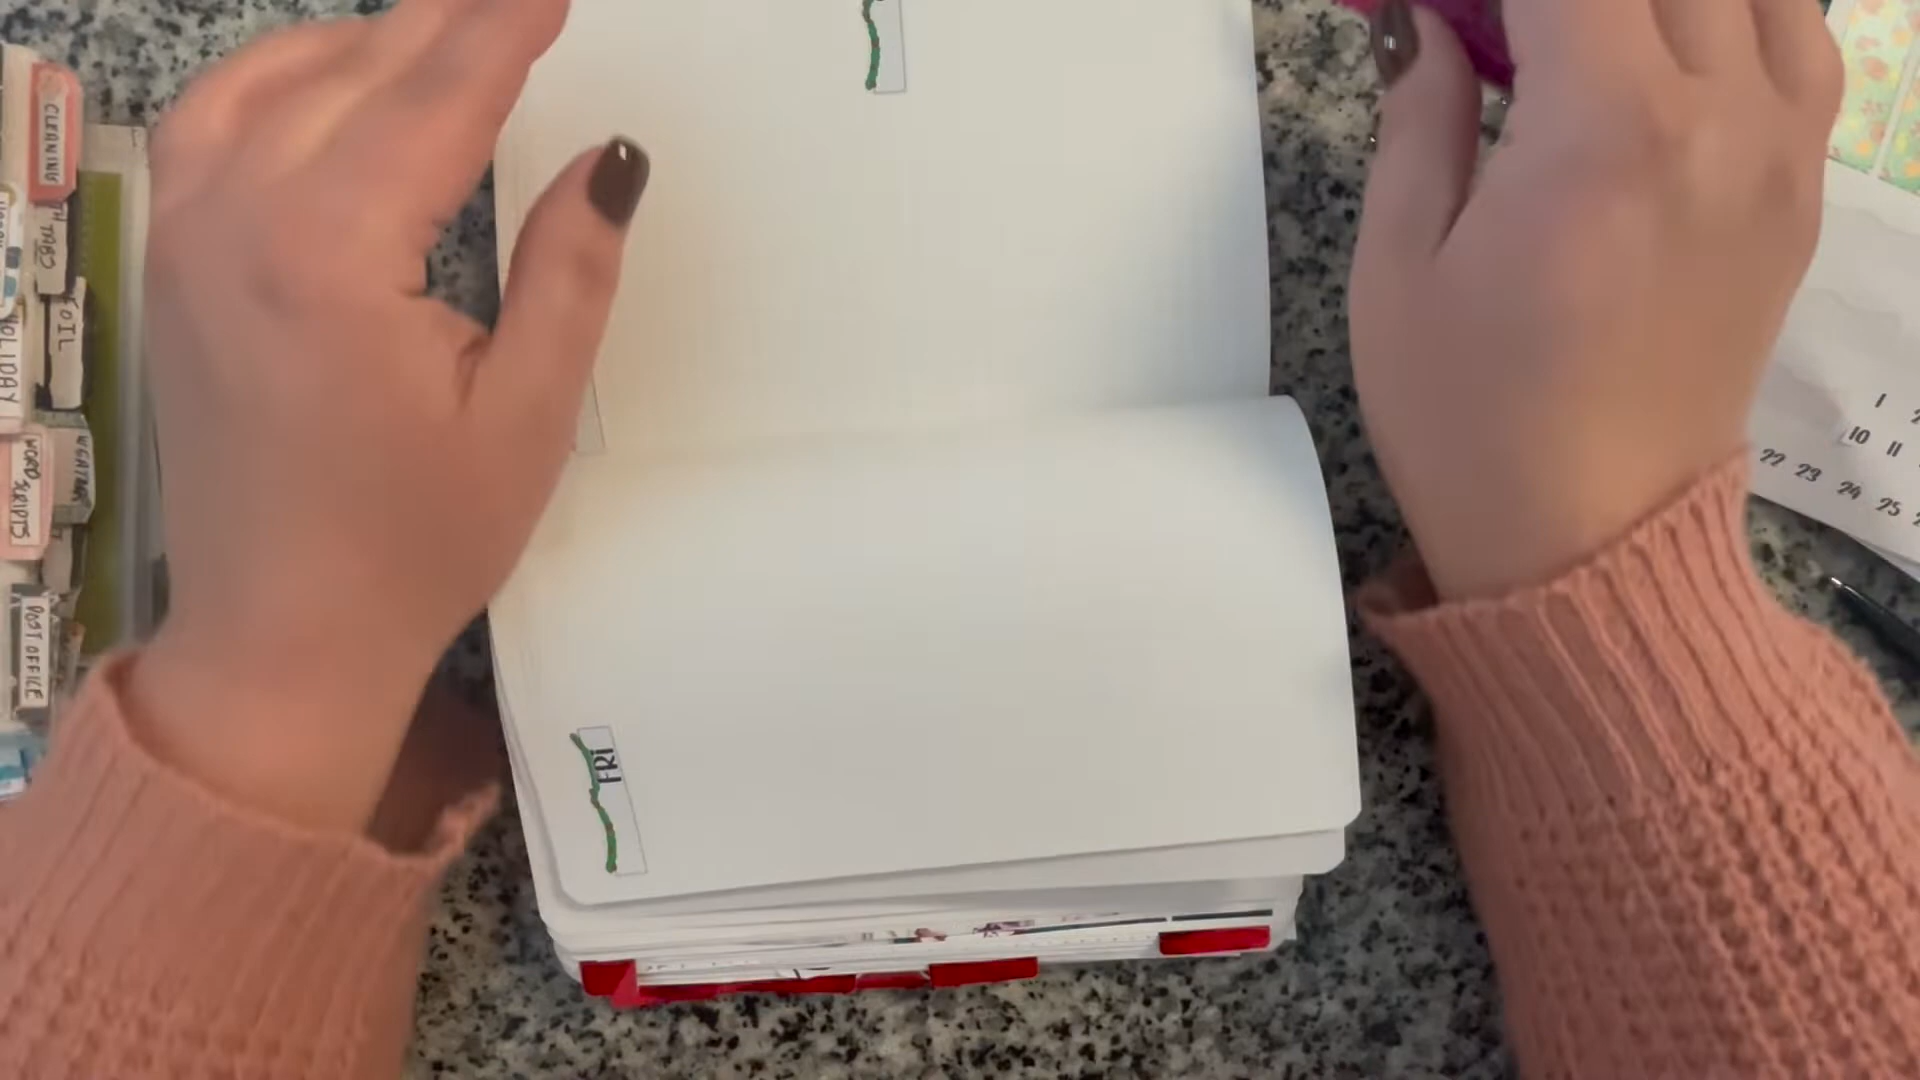 CLEANING
TABS
FOIL
HOLIDAY
WORD
SCRIPTS
POST OFFICE
FRi
1
10 11
22 23 24 25